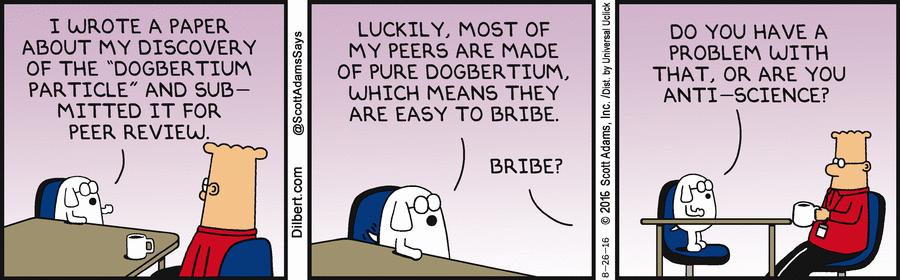 I WROTE A PAPER
ABOUT MY DISCOVERY
OF THE "DOGBERTIUM
PARTICLE" AND SUB–
MITTED IT FOR
PEER REVIEW.
Dilbert.com @ScottAdamsSays
LUCKILY, MOST OF
MY PEERS ARE MADE
OF PURE DOGBERTIUM,
WHICH MEANS THEY
ARE EASY TO BRIBE.
BRIBE?
8-26-16 © 2016 Scott Adams, Inc. /Dist. by Universal Uclick
DO YOU HAVE A
PROBLEM WITH
THAT, OR ARE YOU
ANTI–SCIENCE?